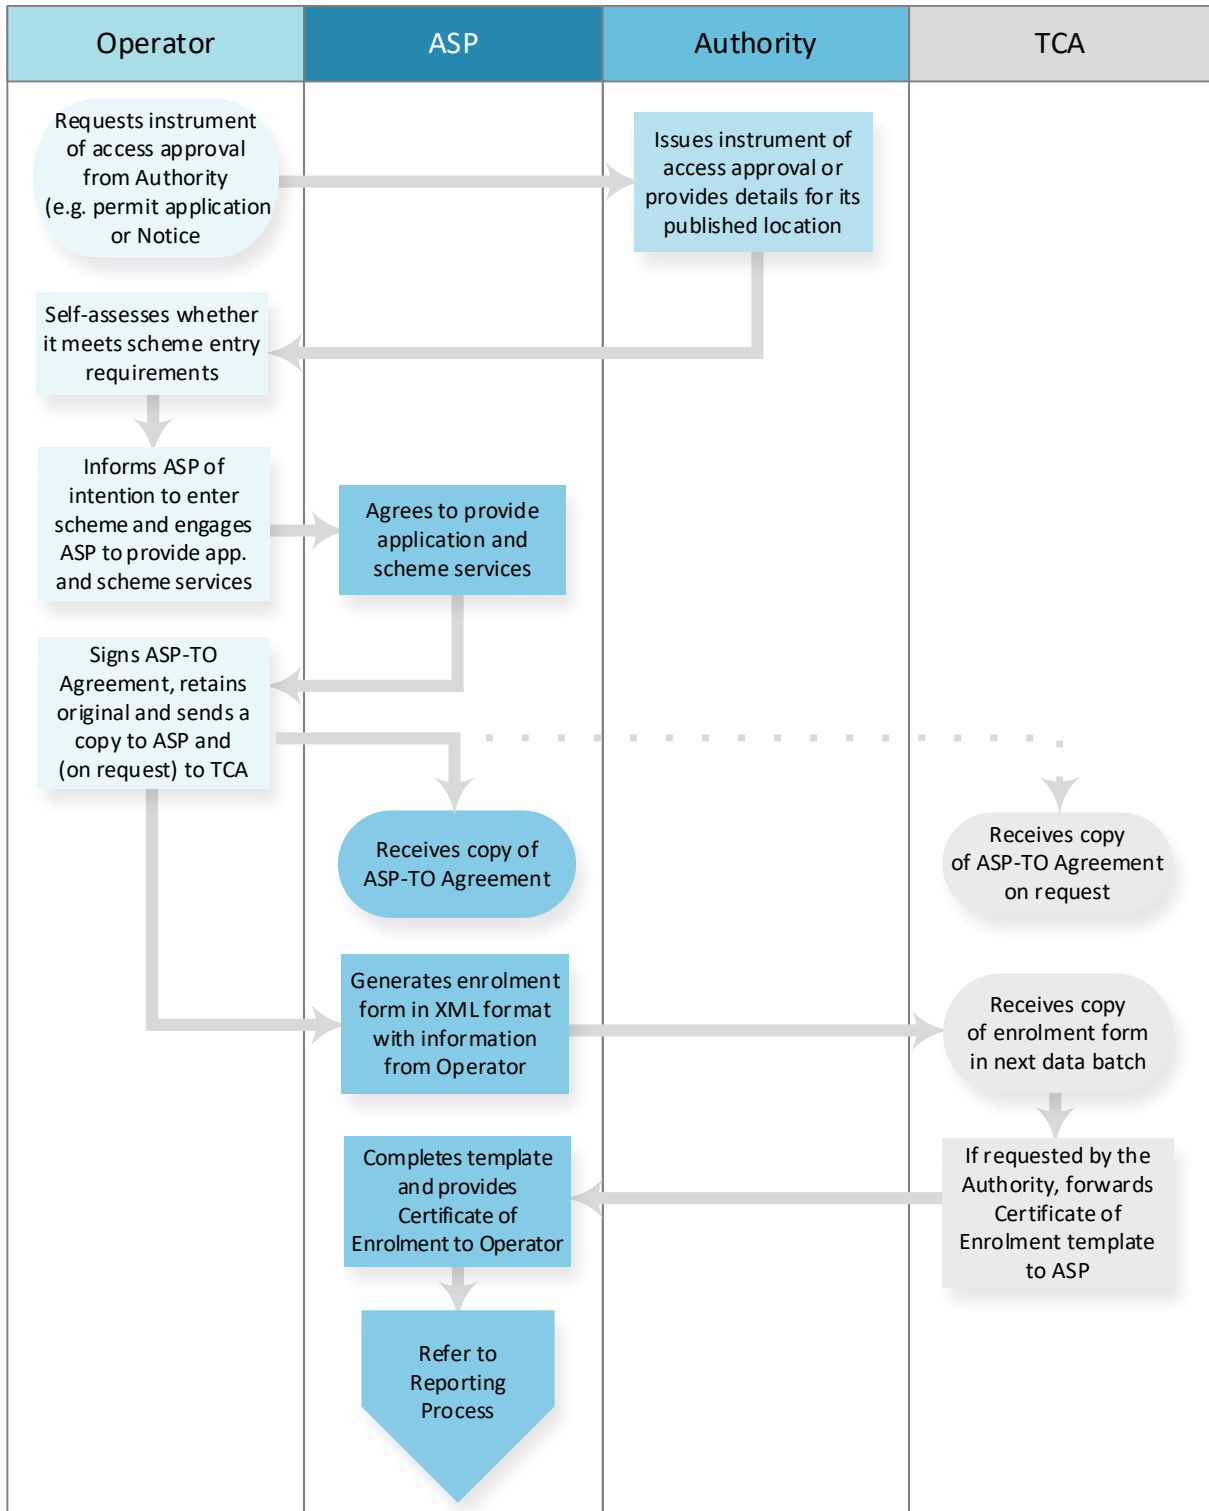 Operator
ASP
Authority
TCA
Requests instrument
of access approval
from Authority
(e.g. permit application
or Notice
Issues instrument of
access approval or
provides details for its
published location
Self-assesses whether
it meets scheme entry
requirements
Informs ASP of
intention to enter
scheme and engages
ASP to provide app.
and scheme services
Agrees to provide
application and
scheme services
Signs ASP-TO
Agreement, retains
original and sends a
copy to ASP and
(on request) to TCA
Receives copy of
ASP-TO Agreement
Receives copy
of ASP-TO Agreement
on request
Generates enrolment
form in XML format
with information
from Operator
Receives copy
of enrolment form
in next data batch
Completes template
and provides
Certificate of
Enrolment to Operator
If requested by the
Authority, forwards
Certificate of
Enrolment template
to ASP
Refer to
Reporting
Process